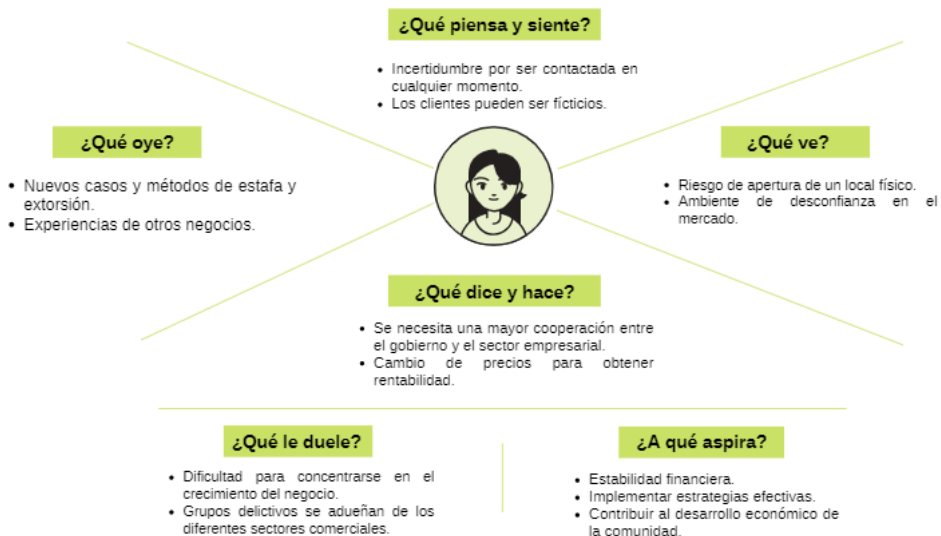 ¿Qué piensa y siente?
• Incertidumbre por ser contactada en
cualquier momento.
• Los clientes pueden ser fícticios.
¿Qué oye?
• Nuevos casos y métodos de estafa y
extorsión.
• Experiencias de otros negocios.
¿Qué ve?
• Riesgo de apertura de un local físico.
• Ambiente de desconfianza en el
mercado.
¿Qué dice y hace?
• Se necesita una mayor cooperación entre
el gobierno y el sector empresarial.
• Cambio de precios para obtener
rentabilidad.
¿Qué le duele?
• Dificultad para concentrarse en el
crecimiento del negocio.
• Grupos delictivos se adueñan de los
diferentes sectores comerciales.
¿A qué aspira?
• Estabilidad financiera.
• Implementar estrategias efectivas.
• Contribuir al desarrollo económico de
la comunidad.